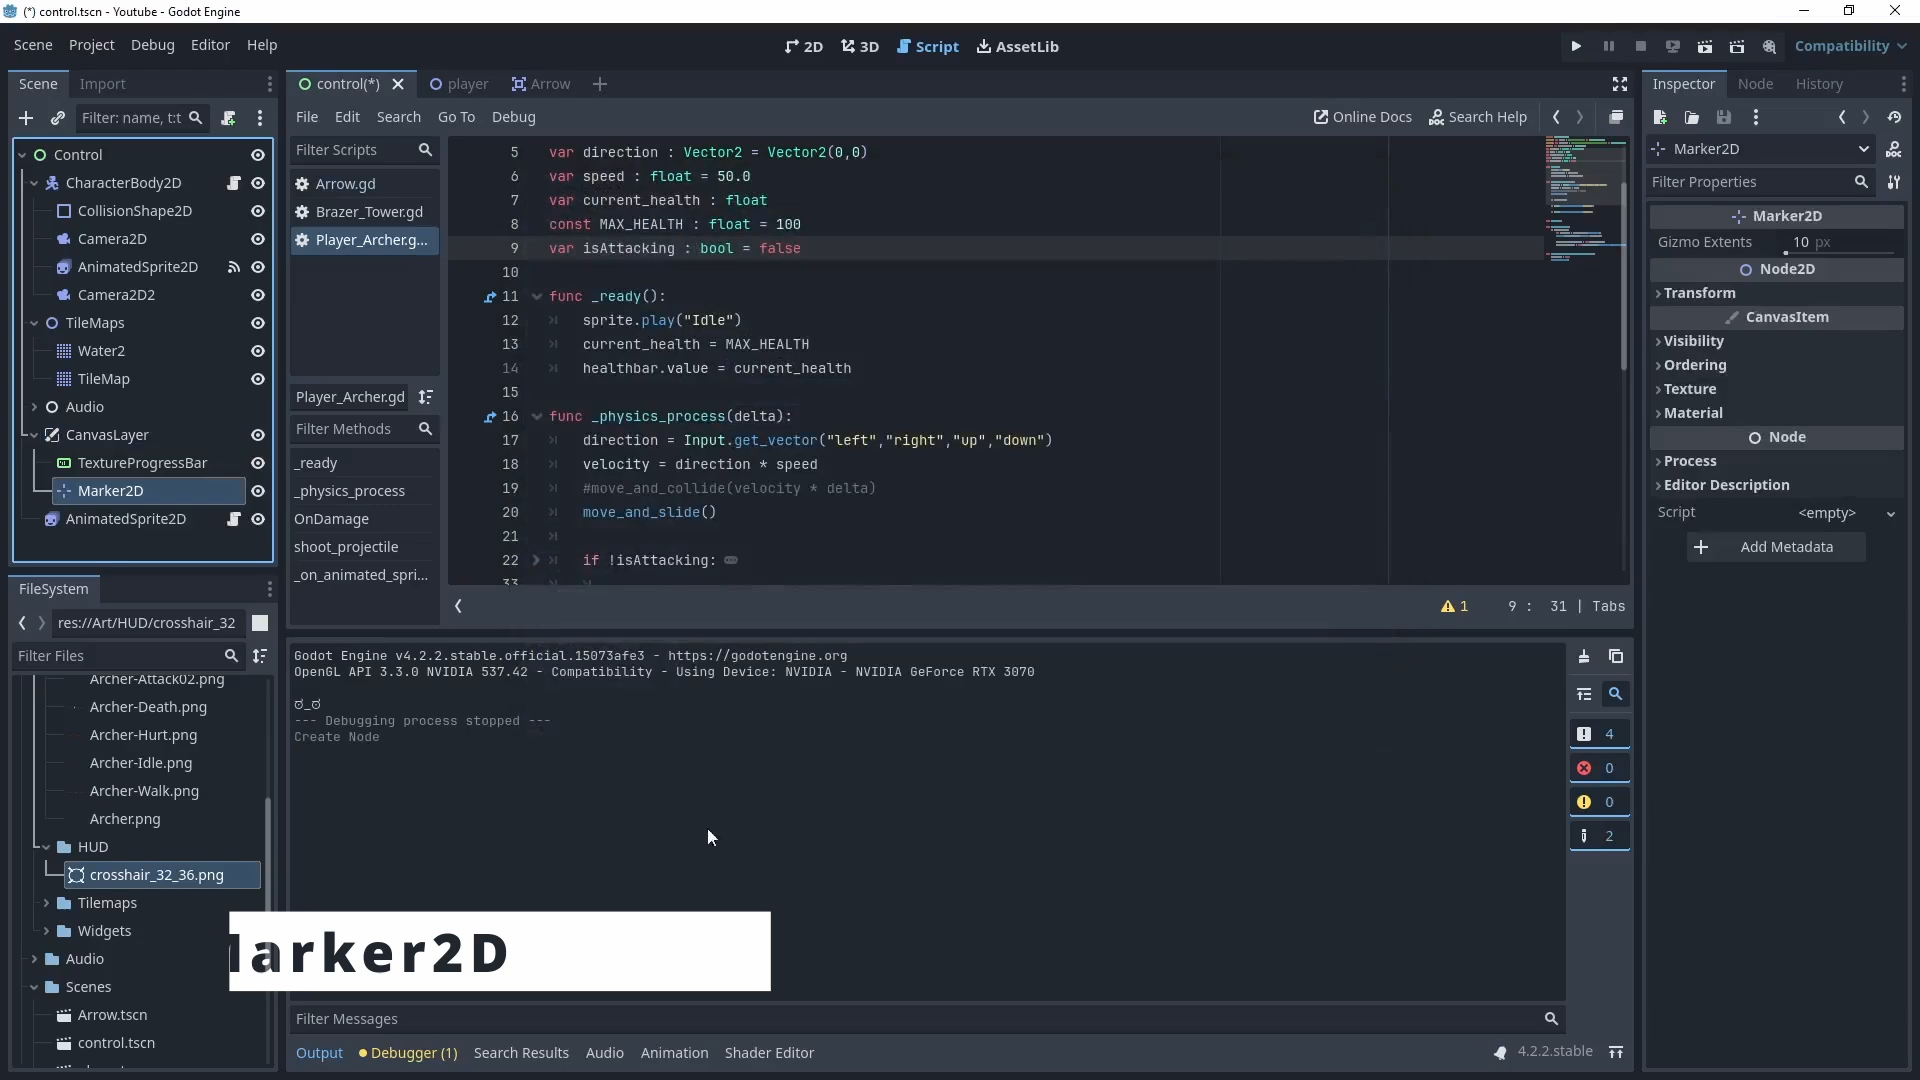 (*) control.tscn - Youtube - Godot Engine
Scene Project Debug Editor Help
2D 3D Script AssetLib
Compatibility
Scene Import
Filter: name, t:t
Control
CharacterBody2D
CollisionShape2D
Camera2D
AnimatedSprite2D
Camera2D2
TileMaps
Water2
TileMap
Audio
CanvasLayer
TextureProgressBar
Marker2D
AnimatedSprite2D
FileSystem
res://Art/HUD/crosshair_32
Filter Files
Archer-Attack02.png
Archer-Death.png
Archer-Hurt.png
Archer-Idle.png
Archer-Walk.png
Archer.png
HUD
crosshair_32_36.png
Tilemaps
Widgets
Audio
Scenes
Arrow.tscn
control.tscn
control(*) player Arrow
File Edit Search Go To Debug
Online Docs Search Help
Filter Scripts
Arrow.gd
Brazer_Tower.gd
Player_Archer.g...
Player_Archer.gd
Filter Methods
_ready
_physics_process
OnDamage
shoot_projectile
_on_animated_spri...
5 var direction : Vector2 = Vector2(0,0)
6 var speed : float = 50.0
7 var current_health : float
8 const MAX_HEALTH : float = 100
9 var isAttacking : bool = false
10
11 func _ready():
12 sprite.play("Idle")
13 current_health = MAX_HEALTH
14 healthbar.value = current_health
15
16 func _physics_process(delta):
17 direction = Input.get_vector("left","right","up","down")
18 velocity = direction * speed
19 #move_and_collide(velocity * delta)
20 move_and_slide()
21
22 if !isAttacking:
33
1 9 : 31 | Tabs
Godot Engine v4.2.2.stable.official.15073afe3 - https://godotengine.org
OpenGL API 3.3.0 NVIDIA 537.42 - Compatibility - Using Device: NVIDIA - NVIDIA GeForce RTX 3070
ಠ_ಠ
--- Debugging process stopped ---
Create Node
4
0
0
2
arker2D
Filter Messages
Output Debugger (1) Search Results Audio Animation Shader Editor
4.2.2.stable
Inspector Node History
Marker2D
Filter Properties
Marker2D
Gizmo Extents 10 px
Node2D
Transform
CanvasItem
Visibility
Ordering
Texture
Material
Node
Process
Editor Description
Script <empty>
Add Metadata